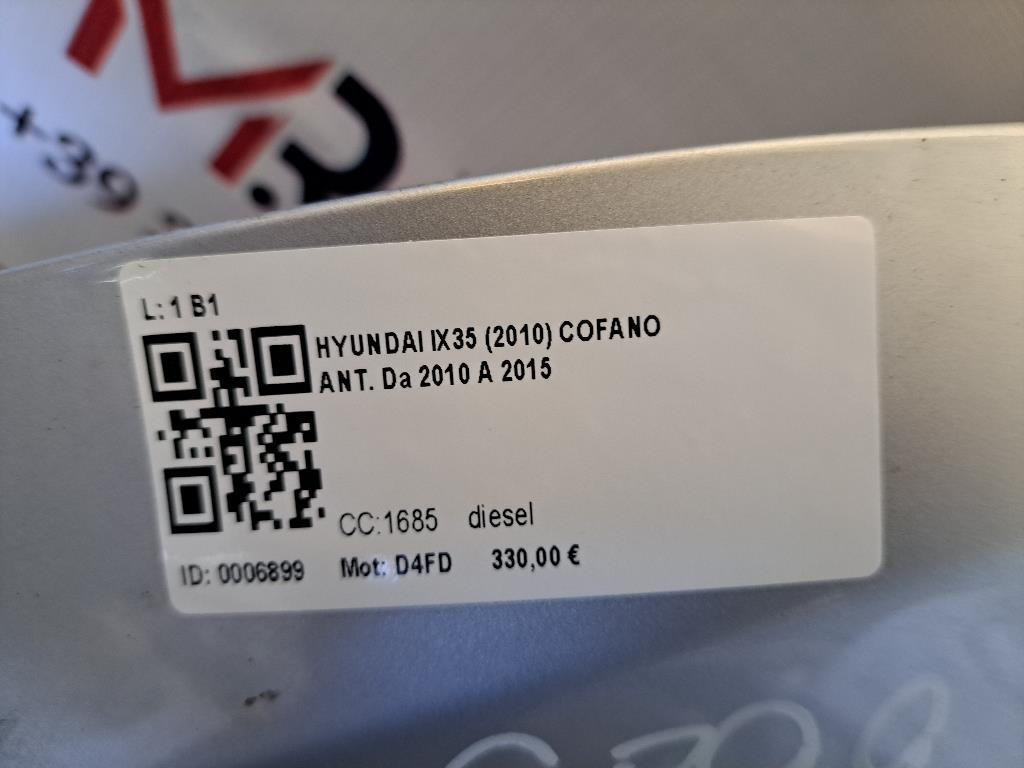 +39
L: 1 B1
HYUNDAI IX35 (2010) COFANO
ANT. Da 2010 A 2015
CC:1685 diesel
ID: 0006899 Mot: D4FD 330,00 €